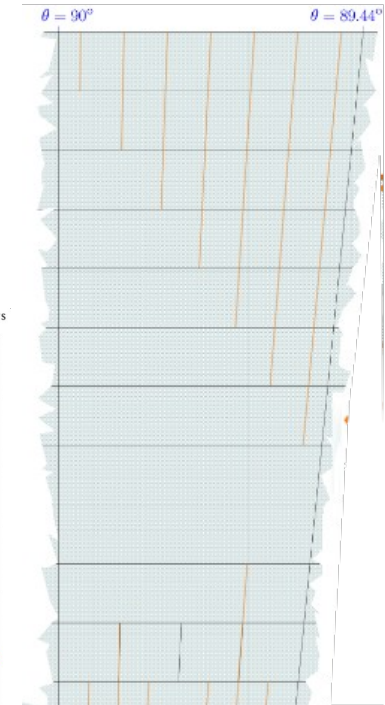 θ = 90° θ = 89.44°
s